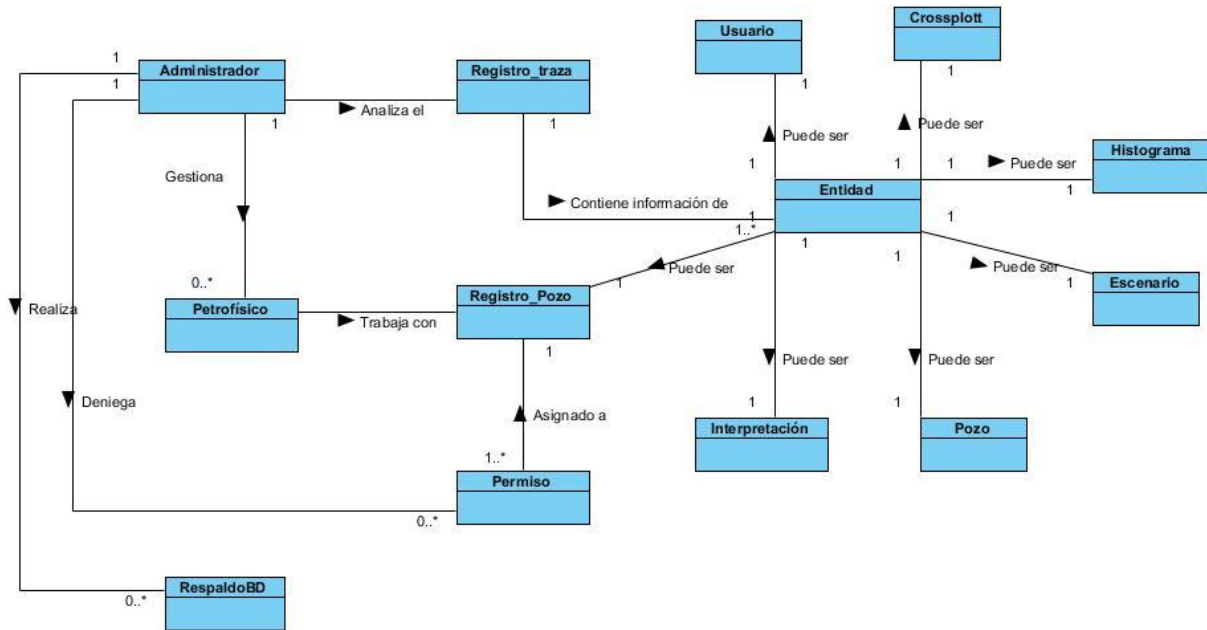 Crossplott
Usuario
1
Administrador
Registro_traza
1
1
1
1
Analiza el
1
Puede ser
Puede ser
Histograma
Gestiona
1
1
1
Puede ser
1
Entidad
Contiene información de
1
1
1..*
1
1
Puede ser
Puede ser
0..*
1
1
Escenario
Registro_Pozo
Realiza
Petrofísico
Trabaja con
1
Puede ser
Puede ser
Deniega
1
1
Asignado a
Interpretación
Pozo
1..*
Permiso
0..*
RespaldoBD
0..*